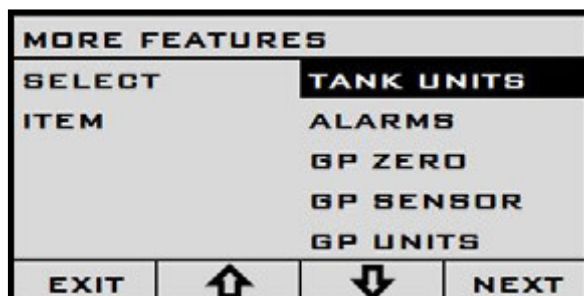 MORE FEATURES
SELECT TANK UNITS
ITEM ALARMS
GP ZERO
GP SENSOR
GP UNITS
EXIT NEXT